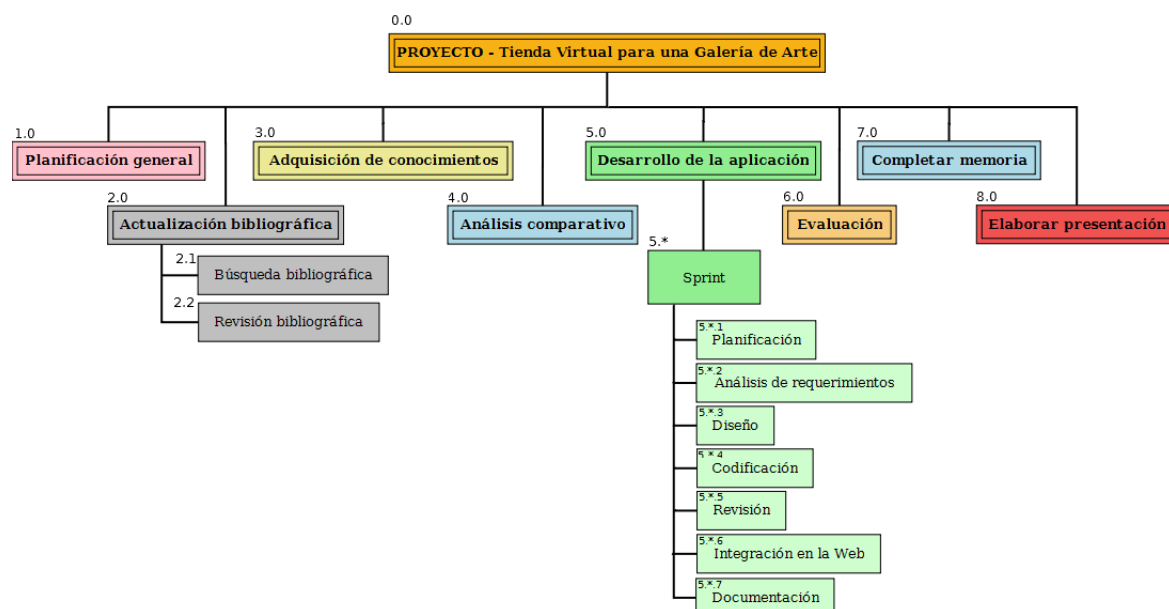 0.0
PROYECTO - Tienda Virtual para una Galería de Arte
1.0
Planificación general
3.0
Adquisición de conocimientos
5.0
Desarrollo de la aplicación
7.0
Completar memoria
2.0
Actualización bibliográfica
4.0
Análisis comparativo
6.0
Evaluación
8.0
Elaborar presentación
2.1
Búsqueda bibliográfica
2.2
Revisión bibliográfica
5.*
Sprint
5.*.1
Planificación
5.*.2
Análisis de requerimientos
5.*.3
Diseño
5.*.4
Codificación
5.*.5
Revisión
5.*.6
Integración en la Web
5.*.7
Documentación